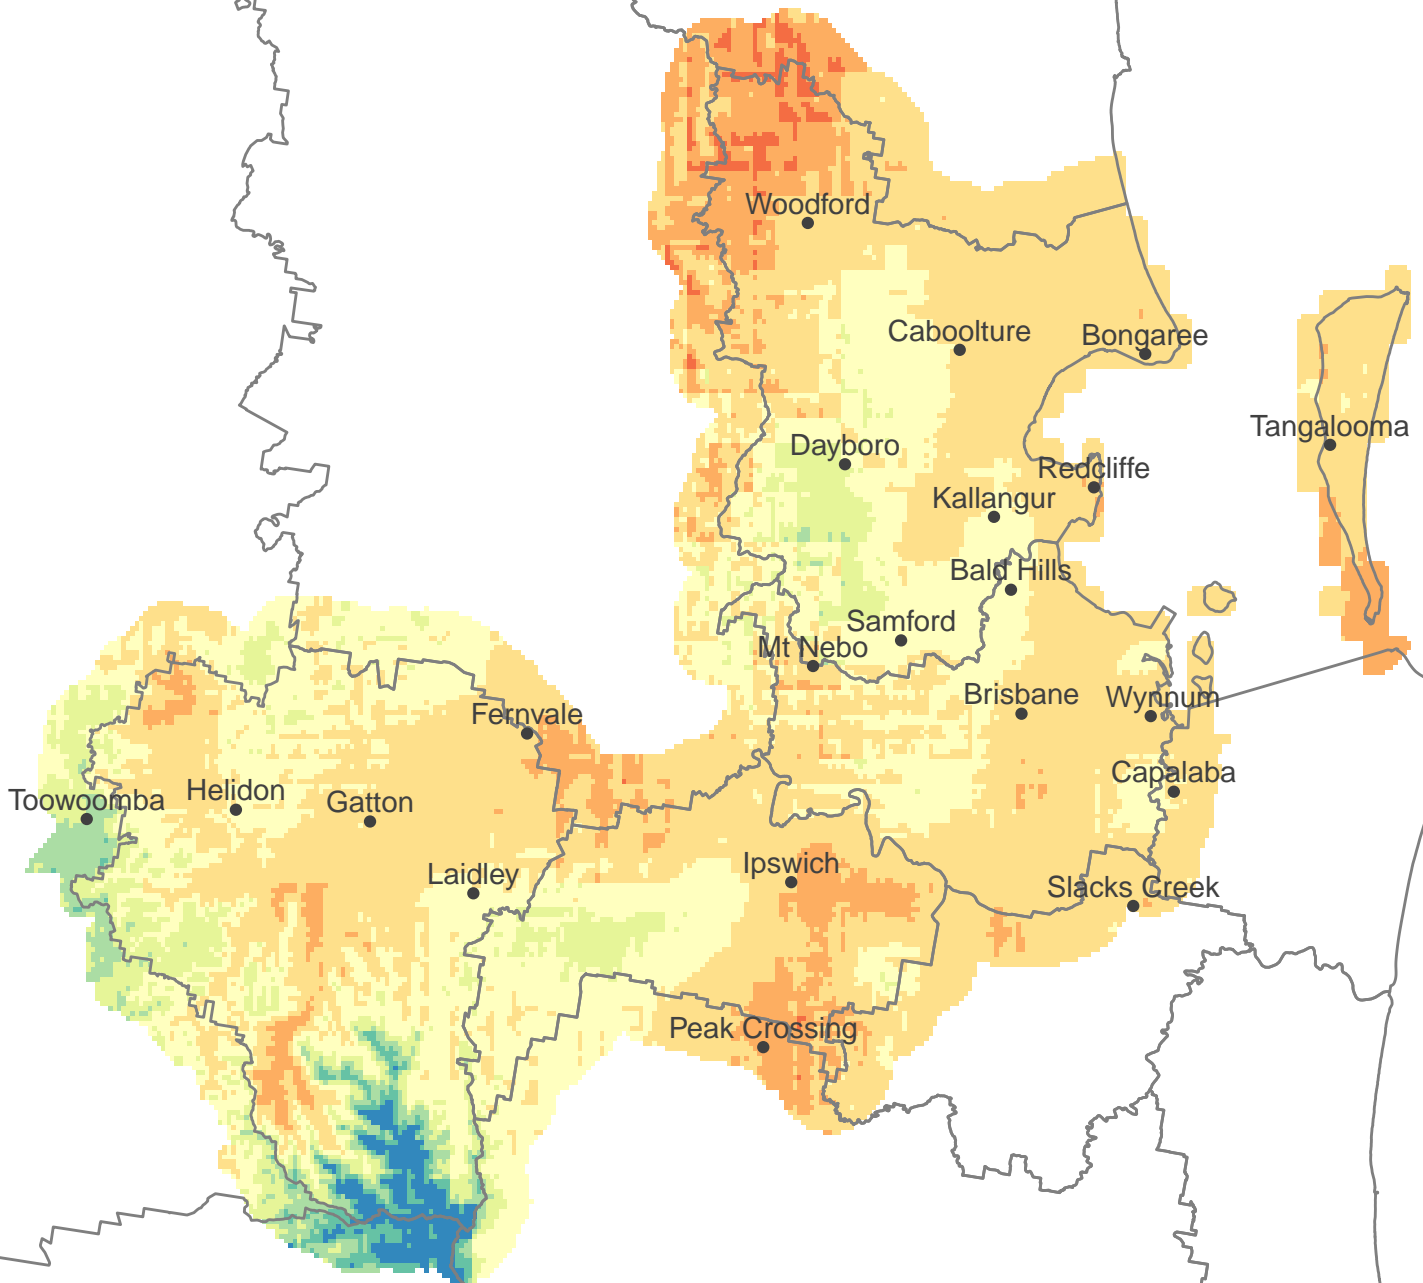 Woodford
Caboolture
Bongaree
Tangalooma
Dayboro
Redcliffe
Kallangur
Bald Hills
Samford
Mt Nebo
Brisbane
Wynnum
Fernvale
Capalaba
Toowoomba
Helidon
Gatton
Ipswich
Laidley
Slacks Creek
Peak Crossing